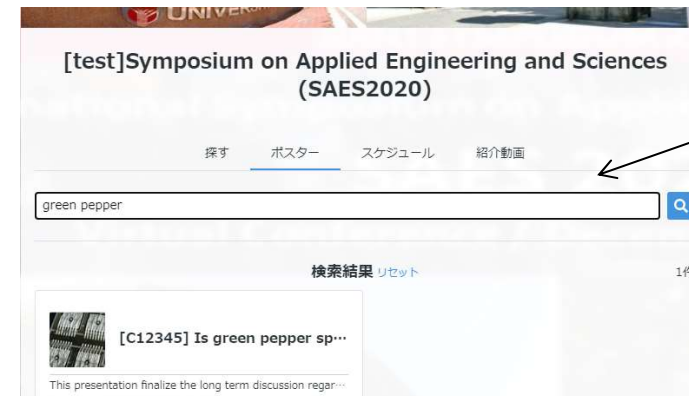 UNIVER
[test]Symposium on Applied Engineering and Sciences
(SAES2020)
探す ポスター スケジュール 紹介動画
green pepper
検索結果 リセット
1件
[C12345] Is green pepper sp…
This presentation finalize the long term discussion regar…